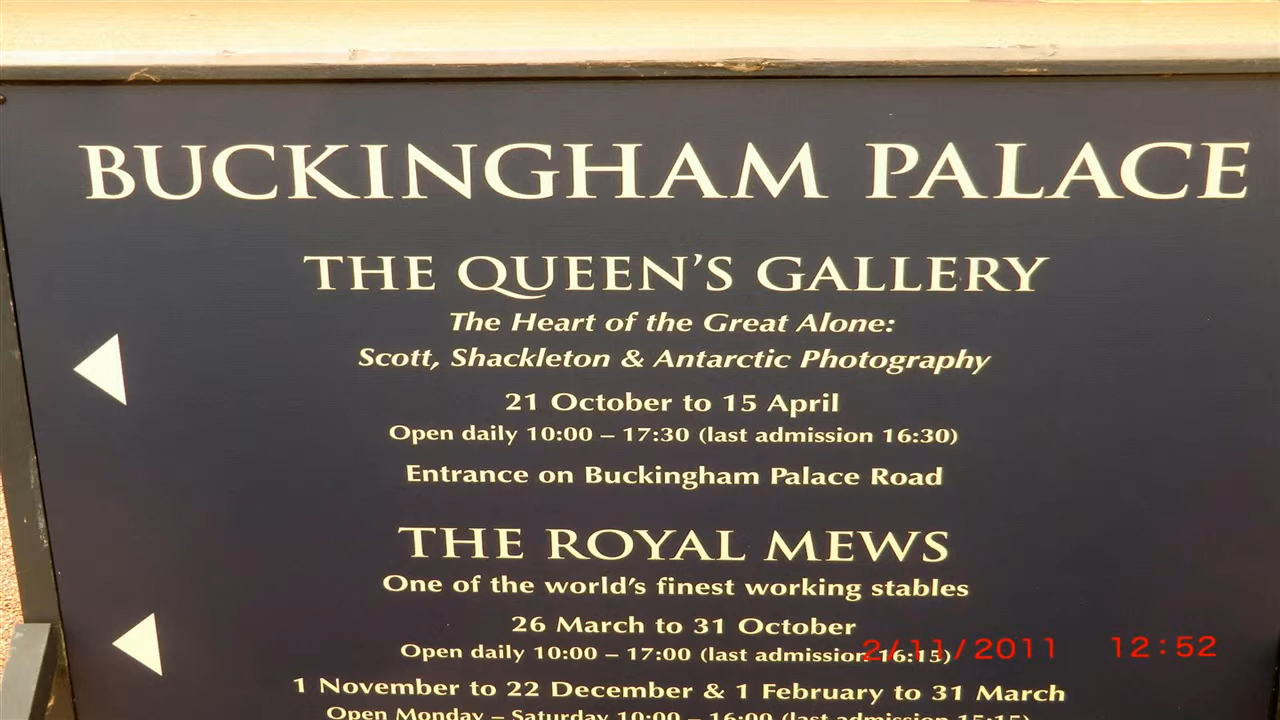 BUCKINGHAM PALACE
THE QUEEN'S GALLERY
The Heart of the Great Alone:
Scott, Shackleton & Antarctic Photography
21 October to 15 April
Open daily 10:00 – 17:30 (last admission 16:30)
Entrance on Buckingham Palace Road
THE ROYAL MEWS
One of the world's finest working stables
26 March to 31 October
Open daily 10:00 – 17:00 (last admission 16:15)
2/11/2011 12:52
1 November to 22 December & 1 February to 31 March
Open Monday – Saturday 10:00 – 16:00 (last admission 15:15)